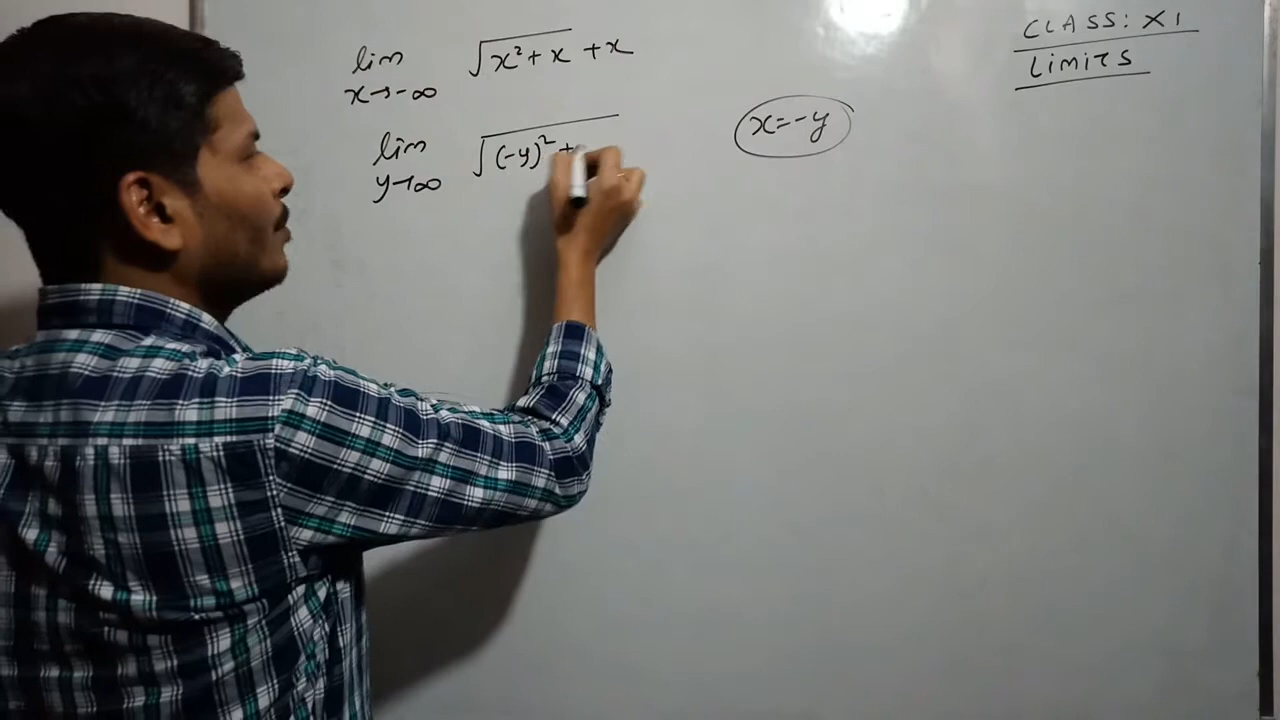 CLASS: XI
LIMITS
lim √x²+x +x
x→-∞
x=-y
lim √(-y)²+
y→∞